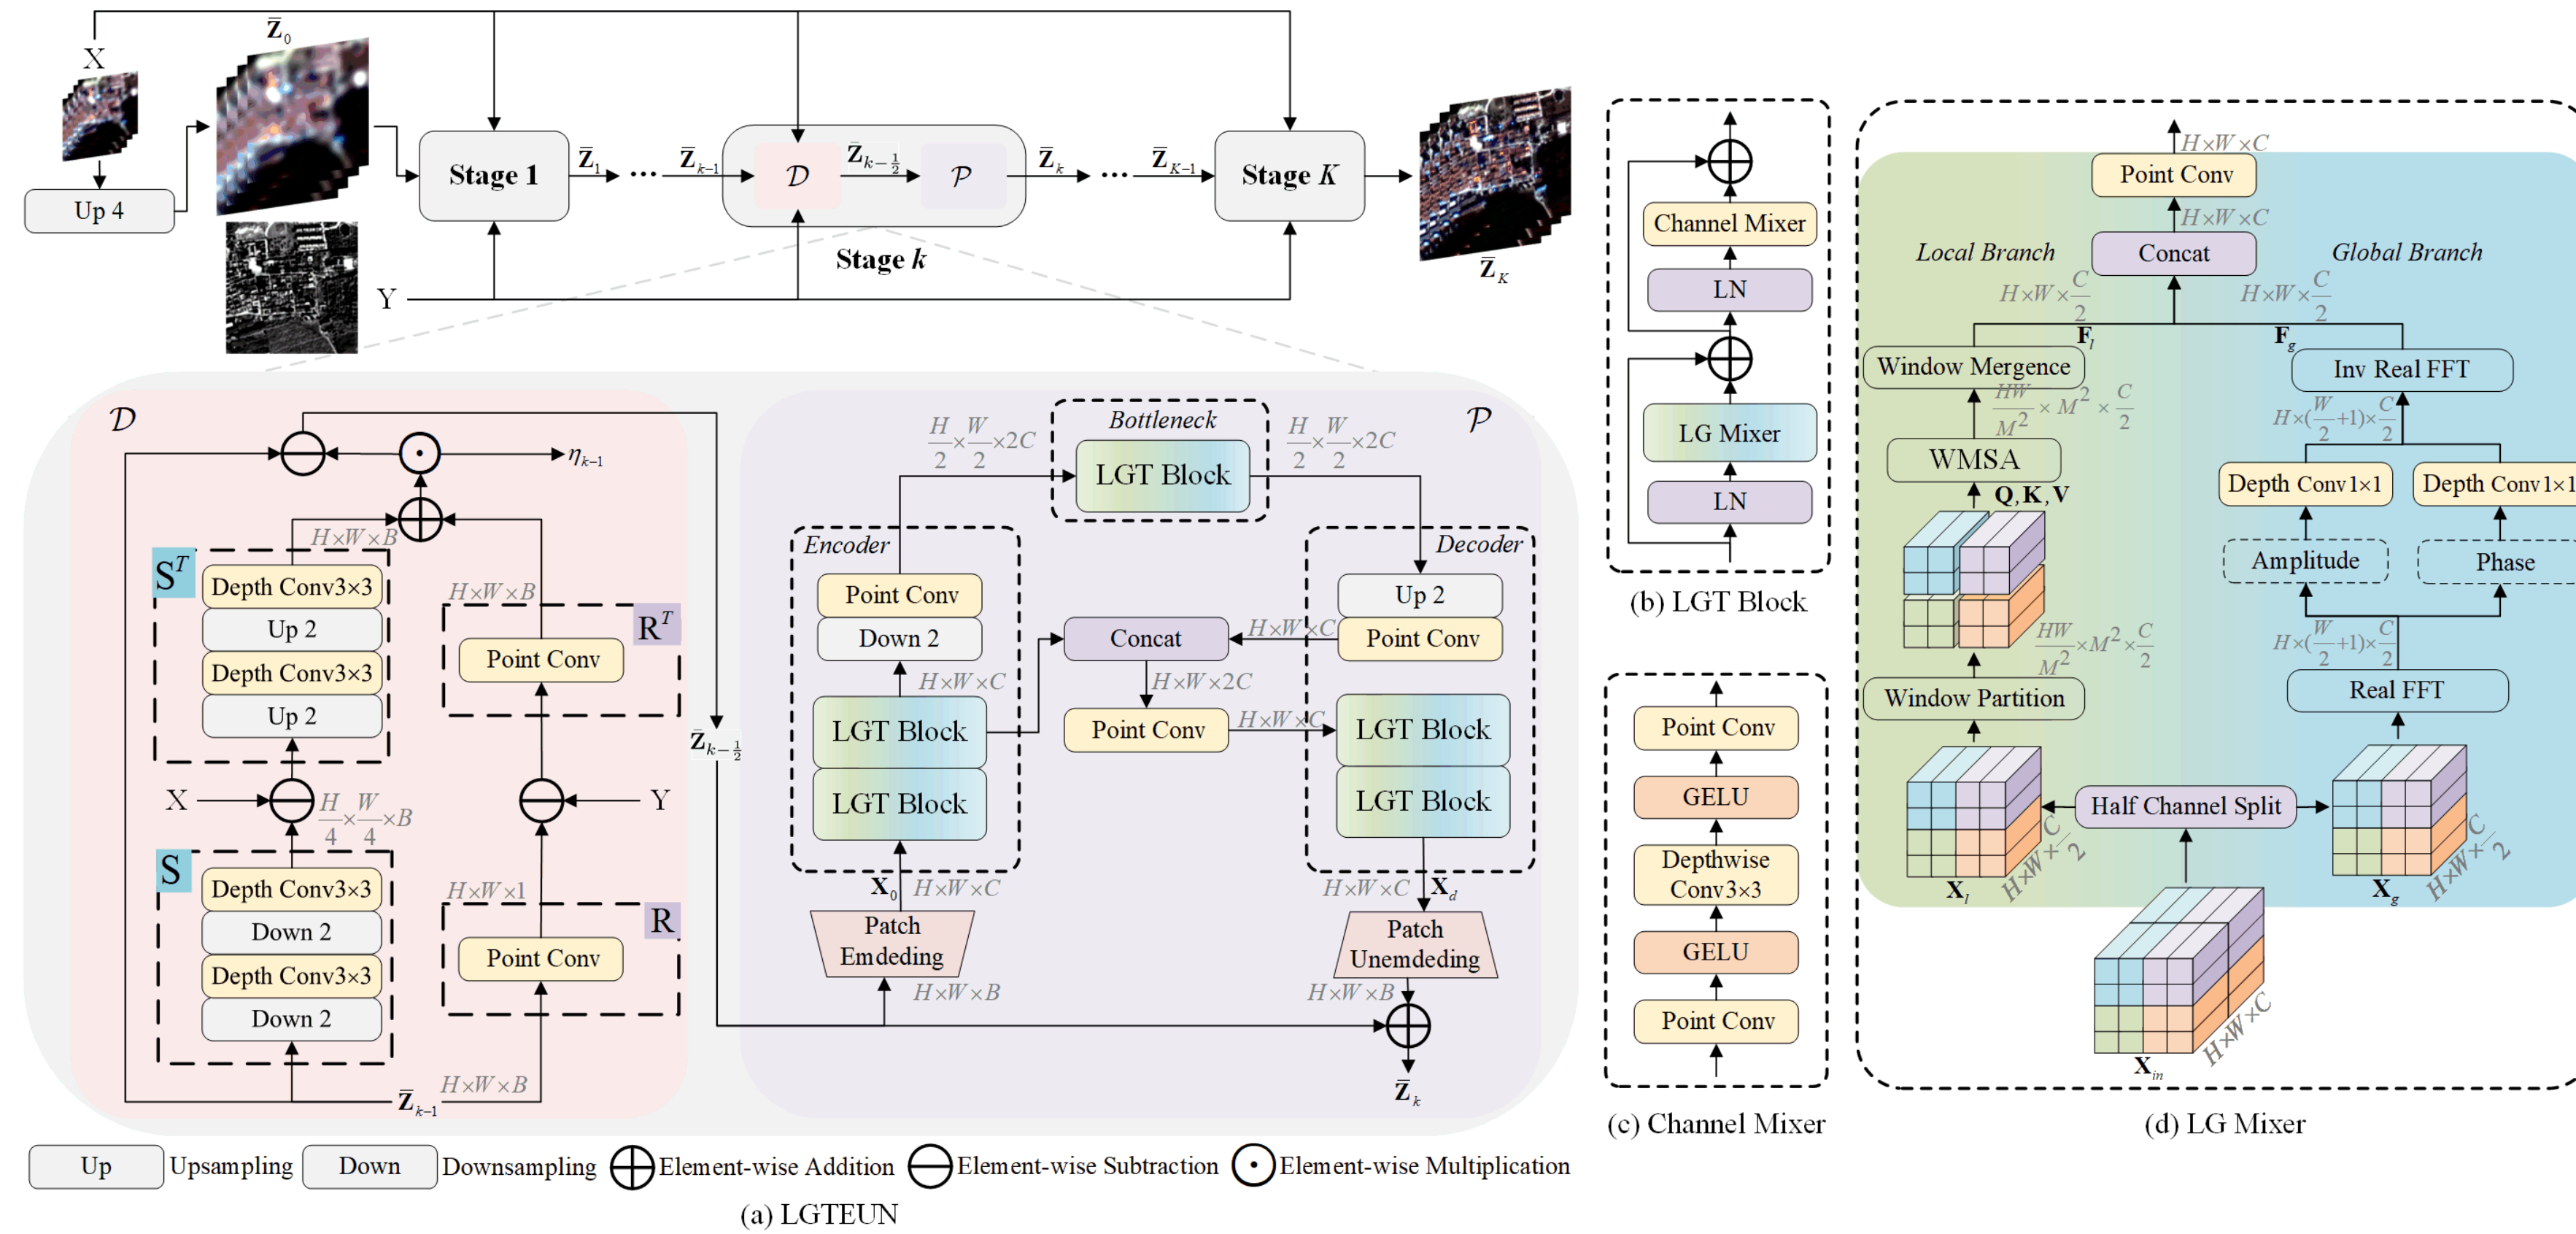 X
Z̄₀
Up 4
Stage 1
Z̄₁
...
Z̄ₖ₋₁
𝒟
Z̄ₖ₋½
𝒫
Z̄ₖ
...
Z̄_{K−1}
Stage K
Z̄_K
Stage k
Y
𝒟
ηₖ₋₁
H×W×B
Sᵀ
Depth Conv3×3
Up 2
Depth Conv3×3
Up 2
H×W×B
Rᵀ
Point Conv
X
H/4×W/4×B
Y
S
Depth Conv3×3
Down 2
Depth Conv3×3
Down 2
H×W×1
R
Point Conv
Z̄ₖ₋₁
H×W×B
Z̄ₖ₋½
𝒫
H/2×W/2×2C
Bottleneck
LGT Block
H/2×W/2×2C
Encoder
Point Conv
Down 2
H×W×C
LGT Block
LGT Block
X₀
H×W×C
Patch
Emdeding
H×W×B
Concat
H×W×C
H×W×2C
Point Conv
H×W×C
Decoder
Up 2
Point Conv
LGT Block
LGT Block
H×W×C
X_d
Patch
Unemdeding
H×W×B
Z̄ₖ
Up
Upsampling
Down
Downsampling
Element-wise Addition
Element-wise Subtraction
Element-wise Multiplication
(a) LGTEUN
Channel Mixer
LN
LG Mixer
LN
(b) LGT Block
Point Conv
GELU
Depthwise
Conv3×3
GELU
Point Conv
(c) Channel Mixer
H×W×C
Point Conv
H×W×C
Local Branch
Concat
Global Branch
H×W×C/2
H×W×C/2
F_l
F_g
Window Mergence
Inv Real FFT
HW/M²×M²×C/2
H×(W/2+1)×C/2
WMSA
Q, K, V
Depth Conv1×1
Depth Conv1×1
Amplitude
Phase
HW/M²×M²×C/2
H×(W/2+1)×C/2
Window Partition
Real FFT
Half Channel Split
H×W×C/2
X_l
H×W×C/2
X_g
H×W×C
X_in
(d) LG Mixer